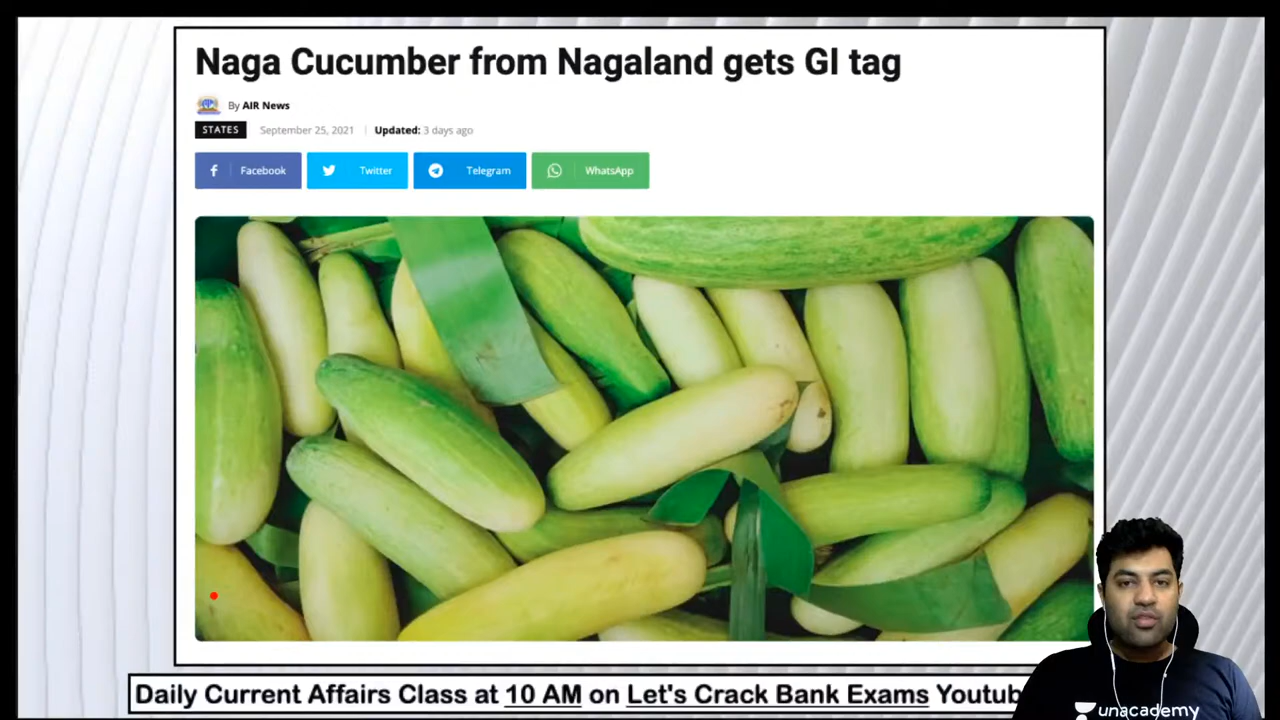 Naga Cucumber from Nagaland gets GI tag
By AIR News
STATES September 25, 2021 Updated: 3 days ago
Facebook Twitter Telegram WhatsApp
Daily Current Affairs Class at 10 AM on Let's Crack Bank Exams Youtub
unacademy